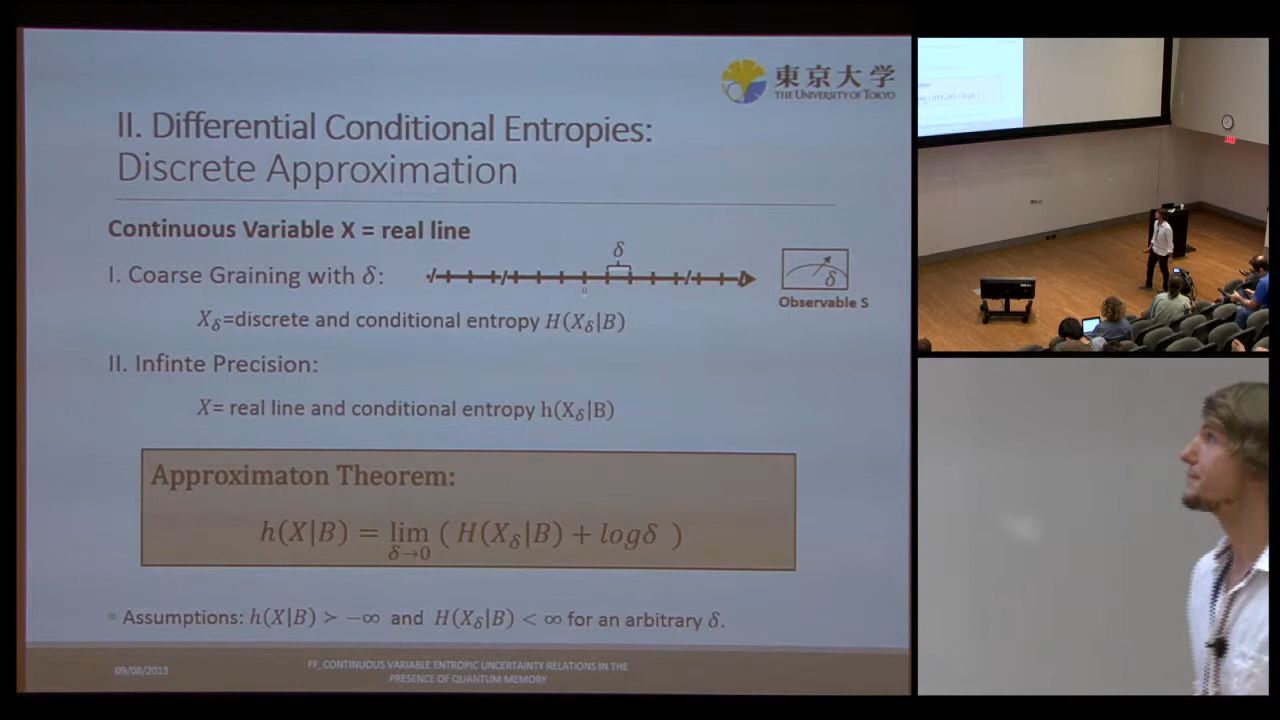 東京大学
THE UNIVERSITY OF TOKYO
II. Differential Conditional Entropies:
Discrete Approximation
Continuous Variable X = real line
I. Coarse Graining with δ:
δ
0
δ
Observable S
X_δ=discrete and conditional entropy H(X_δ|B)
II. Infinte Precision:
X= real line and conditional entropy h(X_δ|B)
Approximaton Theorem:
h(X|B) = lim_{δ→0} ( H(X_δ|B) + logδ )
Assumptions: h(X|B) > −∞ and H(X_δ|B) < ∞ for an arbitrary δ.
09/08/2013
FF, CONTINUOUS VARIABLE ENTROPIC UNCERTAINTY RELATIONS IN THE
PRESENCE OF QUANTUM MEMORY